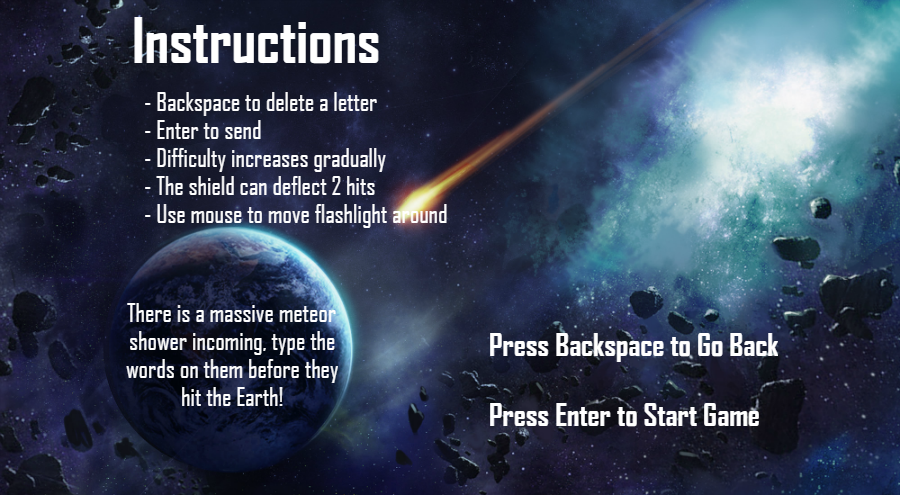 Instructions
- Backspace to delete a letter
- Enter to send
- Difficulty increases gradually
- The shield can deflect 2 hits
- Use mouse to move flashlight around
There is a massive meteor
shower incoming, type the
words on them before they
hit the Earth!
Press Backspace to Go Back
Press Enter to Start Game